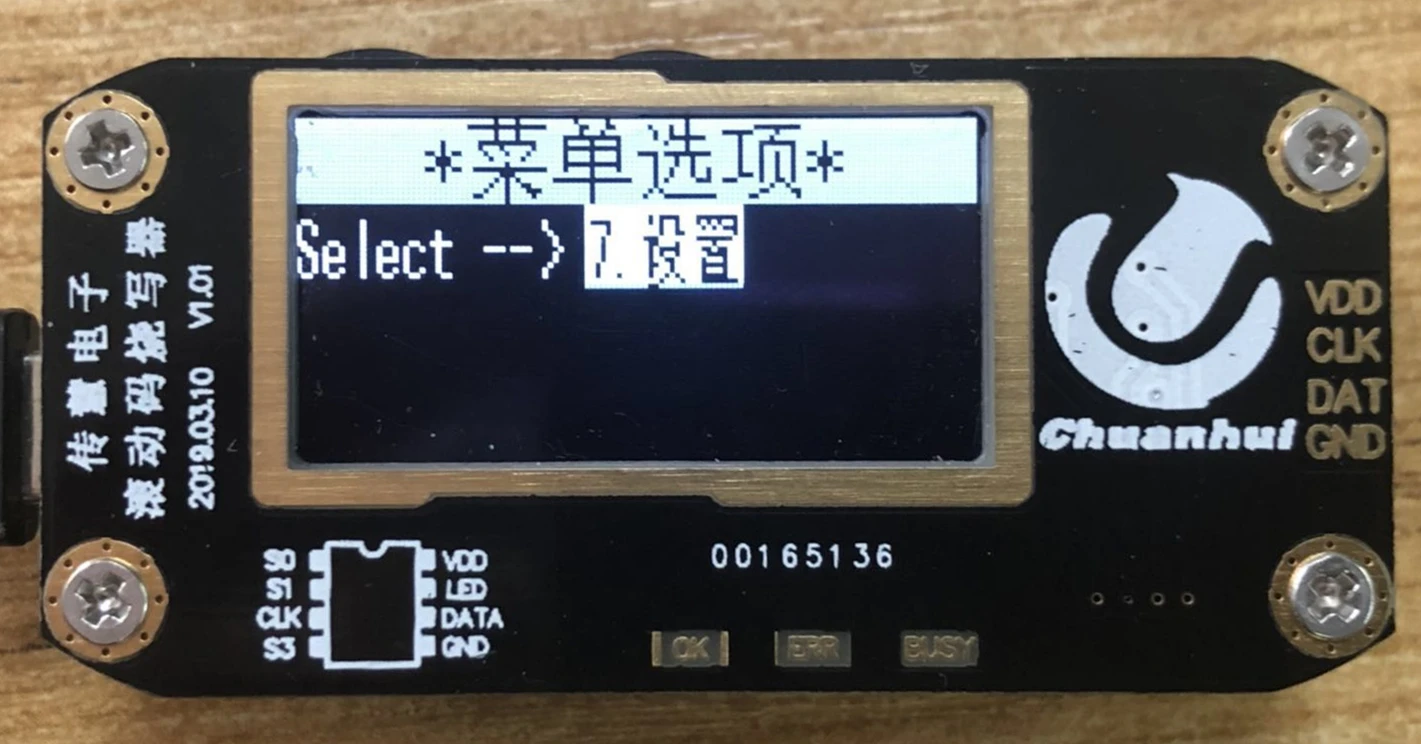 *菜单选项*
Select --> 7.设置
传慧电子
滚动码烧写器
2019.03.10 V1.01
Chuanhui
VDD
CLK
DAT
GND
S0 VDD
S1 LED
CLK DATA
S3 GND
00165136
OK ERR BUSY